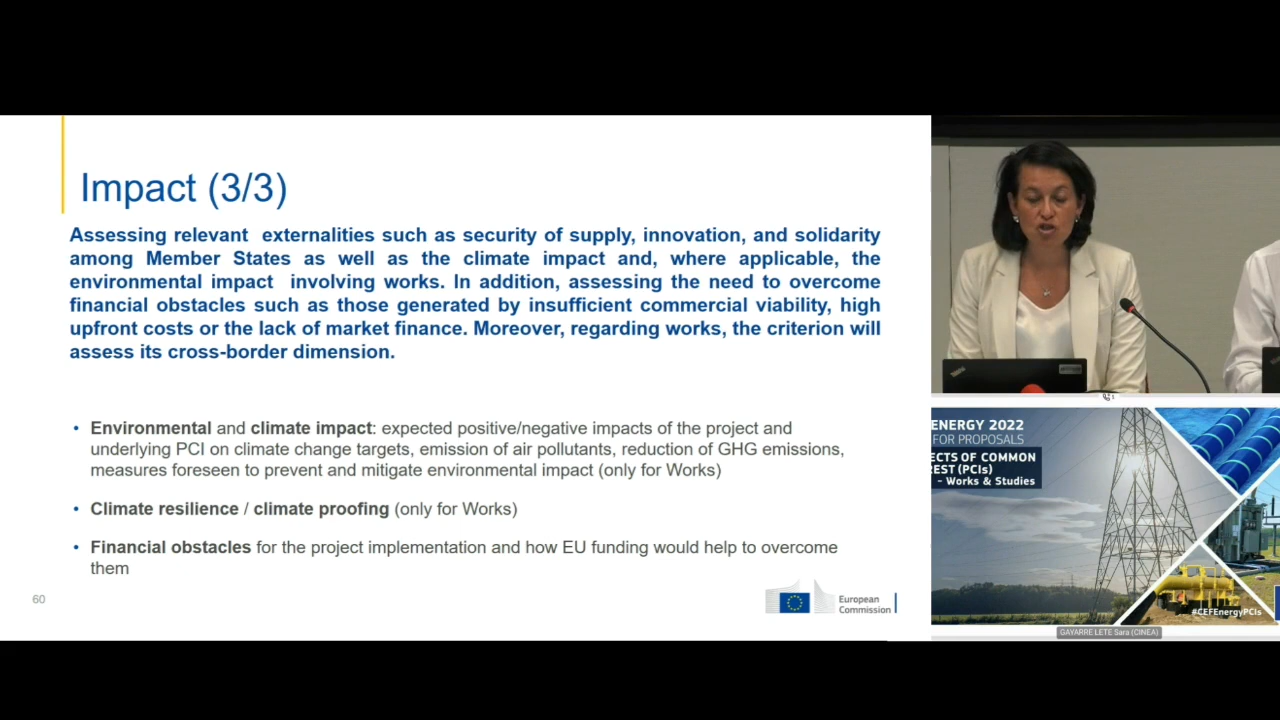 Impact (3/3)
Assessing relevant externalities such as security of supply, innovation, and solidarity
among Member States as well as the climate impact and, where applicable, the
environmental impact involving works. In addition, assessing the need to overcome
financial obstacles such as those generated by insufficient commercial viability, high
upfront costs or the lack of market finance. Moreover, regarding works, the criterion will
assess its cross-border dimension.
• Environmental and climate impact: expected positive/negative impacts of the project and
underlying PCI on climate change targets, emission of air pollutants, reduction of GHG emissions,
measures foreseen to prevent and mitigate environmental impact (only for Works)
• Climate resilience / climate proofing (only for Works)
• Financial obstacles for the project implementation and how EU funding would help to overcome
them
60
European
Commission
ENERGY 2022
FOR PROPOSALS
ECTS OF COMMON
REST (PCIs)
- Works & Studies
#CEFEnergyPCIs
GAYARRE LETE Sara (CINEA)